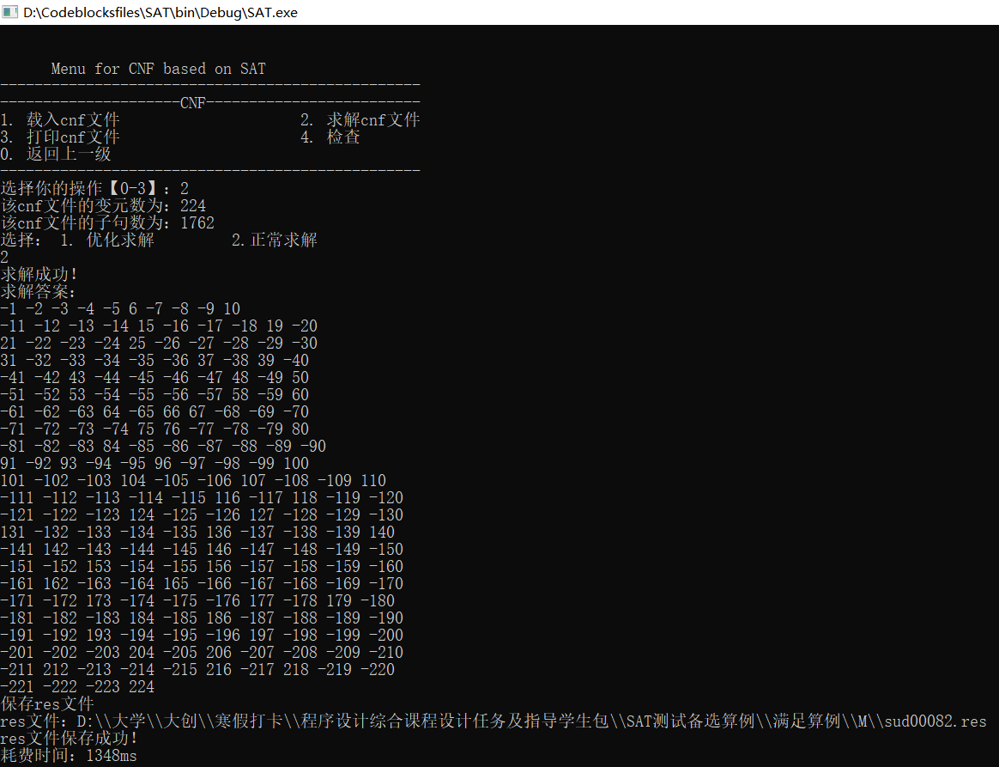 D:\Codeblocksfiles\SAT\bin\Debug\SAT.exe
Menu for CNF based on SAT
-------------------------------------------------
---------------------CNF-------------------------
1. 载入cnf文件 2. 求解cnf文件
3. 打印cnf文件 4. 检查
0. 返回上一级
-------------------------------------------------
选择你的操作【0-3】: 2
该cnf文件的变元数为: 224
该cnf文件的子句数为: 1762
选择: 1. 优化求解 2.正常求解
2
求解成功!
求解答案:
-1 -2 -3 -4 -5 6 -7 -8 -9 10
-11 -12 -13 -14 15 -16 -17 -18 19 -20
21 -22 -23 -24 25 -26 -27 -28 -29 -30
31 -32 -33 -34 -35 -36 37 -38 39 -40
-41 -42 43 -44 -45 -46 -47 48 -49 50
-51 -52 53 -54 -55 -56 -57 58 -59 60
-61 -62 -63 64 -65 66 67 -68 -69 -70
-71 -72 -73 -74 75 76 -77 -78 -79 80
-81 -82 -83 84 -85 -86 -87 -88 -89 -90
91 -92 93 -94 -95 96 -97 -98 -99 100
101 -102 -103 104 -105 -106 107 -108 -109 110
-111 -112 -113 -114 -115 116 -117 118 -119 -120
-121 -122 -123 124 -125 -126 127 -128 -129 -130
131 -132 -133 -134 -135 136 -137 -138 -139 140
-141 142 -143 -144 -145 146 -147 -148 -149 -150
-151 -152 153 -154 -155 156 -157 -158 -159 -160
-161 162 -163 -164 165 -166 -167 -168 -169 -170
-171 -172 173 -174 -175 -176 177 -178 179 -180
-181 -182 -183 184 -185 186 -187 -188 -189 -190
-191 -192 193 -194 -195 -196 197 -198 -199 -200
-201 -202 -203 204 -205 206 -207 -208 -209 -210
-211 212 -213 -214 -215 216 -217 218 -219 -220
-221 -222 -223 224
保存res文件
res文件: D:\\大学\\大创\\寒假打卡\\程序设计综合课程设计任务及指导学生包\\SAT测试备选算例\\满足算例\\M\\sud00082.res
res文件保存成功!
耗费时间: 1348ms